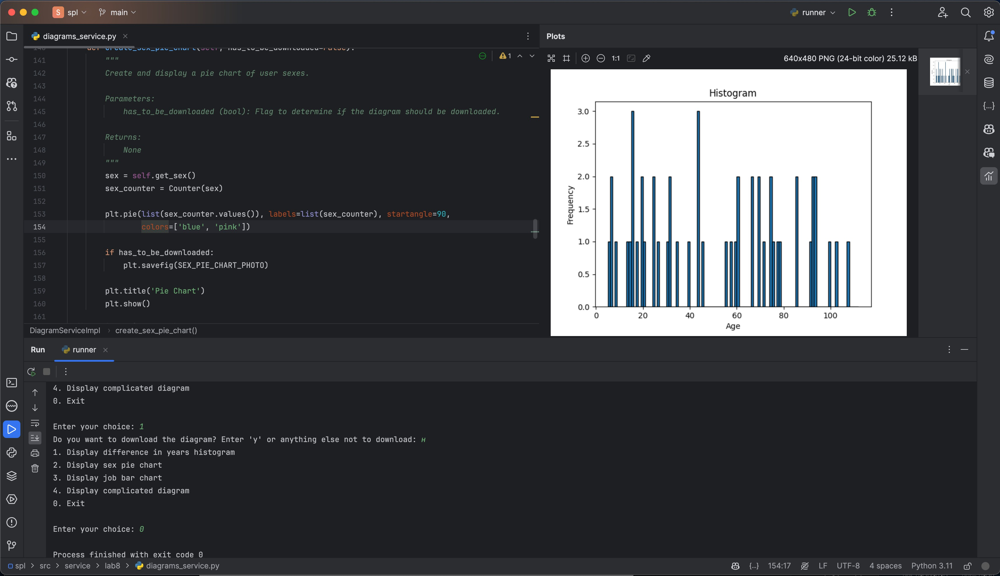 S spl main runner
diagrams_service.py
Plots
140 def create_sex_pie_chart(self, has_to_be_downloaded=False):
1
141 """
142 Create and display a pie chart of user sexes.
143
144 Parameters:
145 has_to_be_downloaded (bool): Flag to determine if the diagram should be downloaded.
146
147 Returns:
148 None
149 """
150 sex = self.get_sex()
151 sex_counter = Counter(sex)
152
153 plt.pie(list(sex_counter.values()), labels=list(sex_counter), startangle=90,
154 colors=['blue', 'pink'])
155
156 if has_to_be_downloaded:
157 plt.savefig(SEX_PIE_CHART_PHOTO)
158
159 plt.title('Pie Chart')
160 plt.show()
161
DiagramServiceImpl › create_sex_pie_chart()
1:1 640x480 PNG (24-bit color) 25.12 kB
Histogram
3.0
2.5
2.0
1.5
1.0
0.5
0.0
Frequency
0 20 40 60 80 100
Age
Run runner
4. Display complicated diagram
0. Exit
Enter your choice: 1
Do you want to download the diagram? Enter 'y' or anything else not to download: н
1. Display difference in years histogram
2. Display sex pie chart
3. Display job bar chart
4. Display complicated diagram
0. Exit
Enter your choice: 0
Process finished with exit code 0
spl > src > service > lab8 > diagrams_service.py
{...} 154:17 LF UTF-8 4 spaces Python 3.11